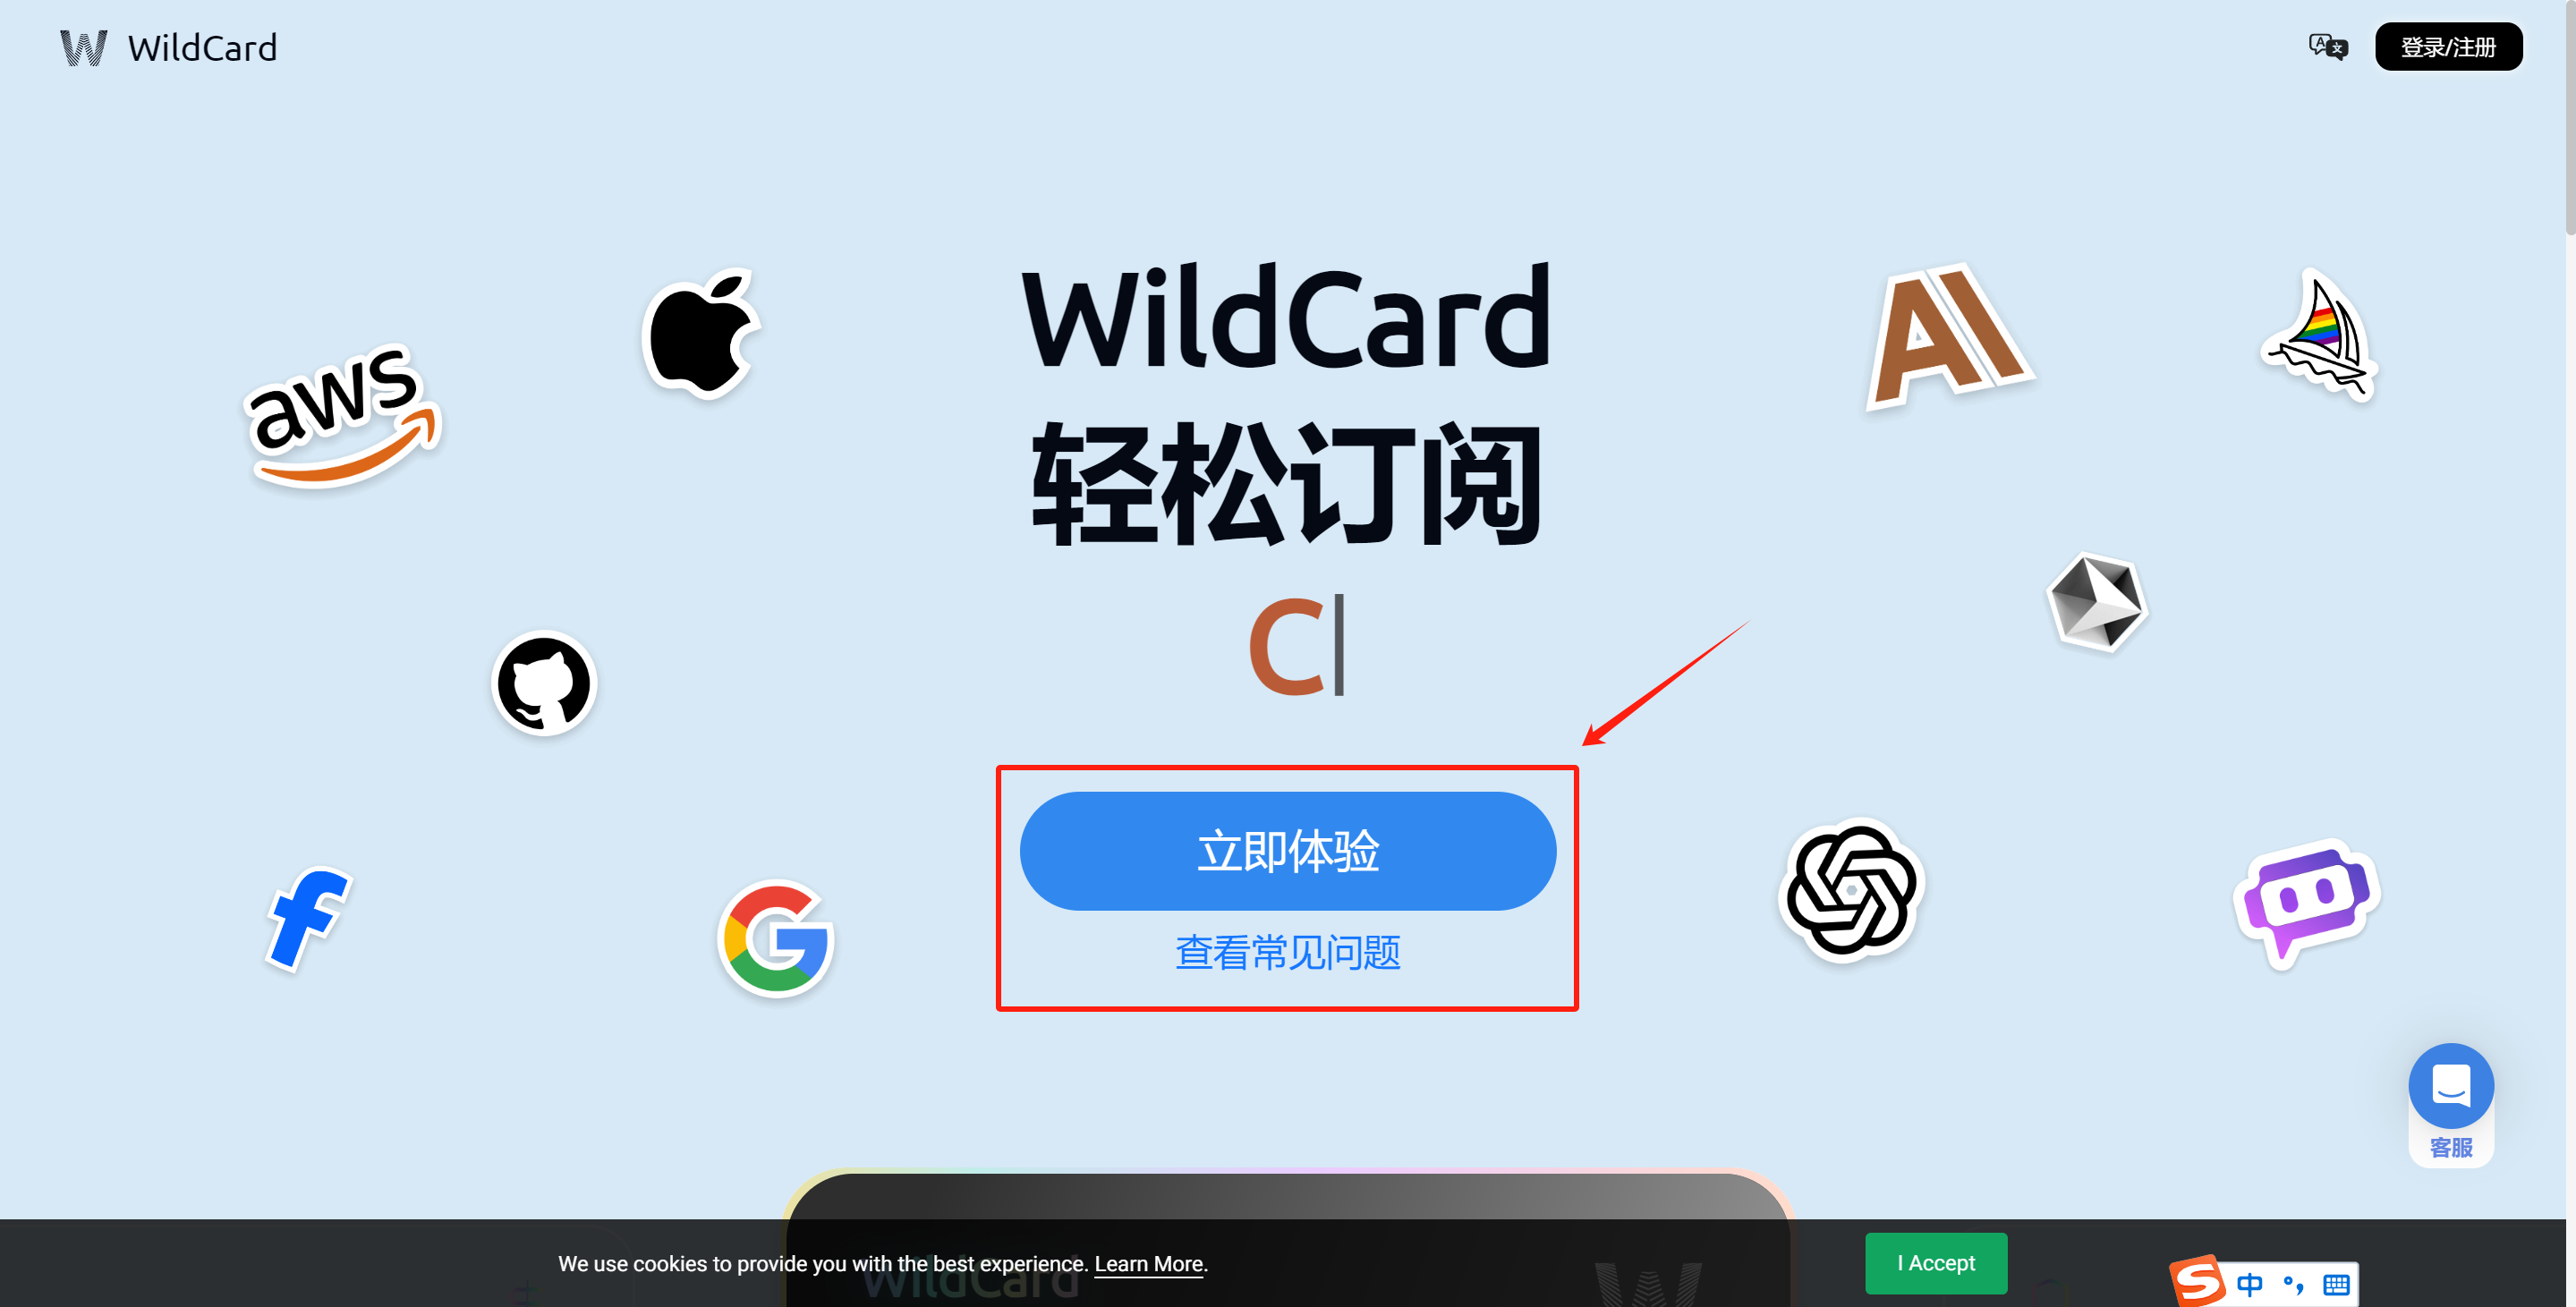 WildCard
登录/注册
WildCard
轻松订阅
C
aws
立即体验
查看常见问题
客服
WildCard
We use cookies to provide you with the best experience. Learn More.
I Accept
中